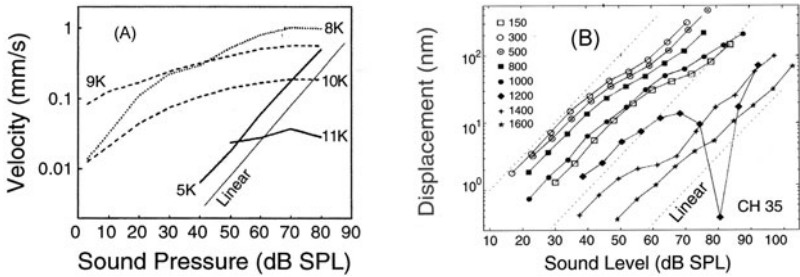 (A)
Velocity (mm/s)
1
0.1
0.01
9K
8K
10K
11K
5K
Linear
0 10 20 30 40 50 60 70 80 90
Sound Pressure (dB SPL)
(B)
Displacement (nm)
10²
10¹
10⁰
150
300
500
800
1000
1200
1400
1600
Linear
CH 35
10 20 30 40 50 60 70 80 90 100
Sound Level (dB SPL)